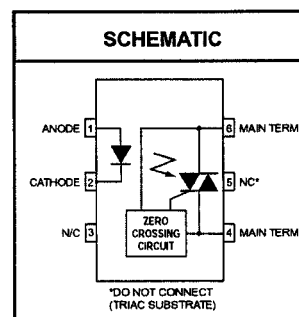 SCHEMATIC
ANODE 1
6 MAIN TERM
CATHODE 2
5 NC*
N/C 3
ZERO
CROSSING
CIRCUIT
4 MAIN TERM
*DO NOT CONNECT
(TRIAC SUBSTRATE)